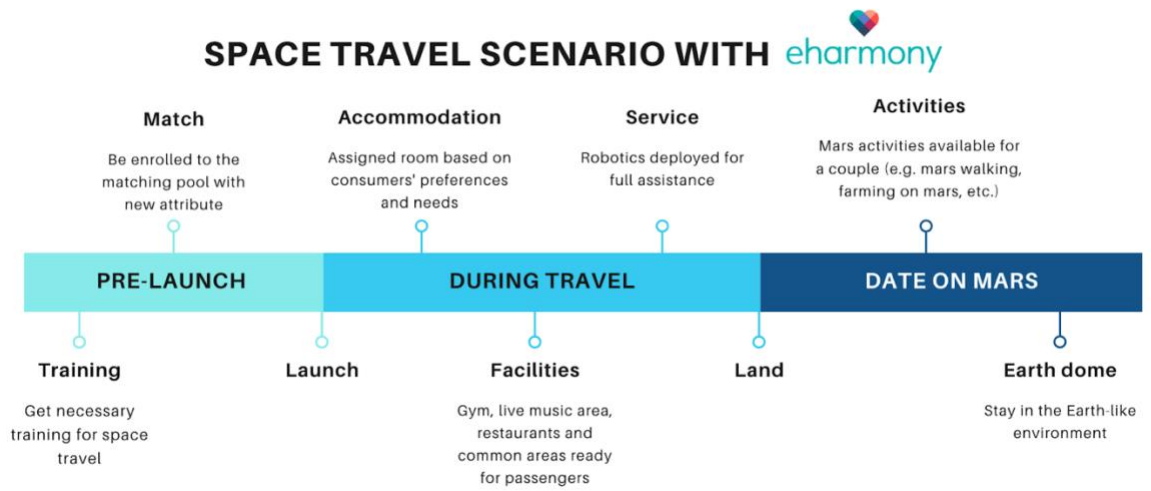 SPACE TRAVEL SCENARIO WITH eharmony
Match
Be enrolled to the
matching pool with
new attribute
Accommodation
Assigned room based on
consumers' preferences
and needs
Service
Robotics deployed for
full assistance
Activities
Mars activities available for
a couple (e.g. mars walking,
farming on mars, etc.)
PRE-LAUNCH
DURING TRAVEL
DATE ON MARS
Training
Get necessary
training for space
travel
Launch
Facilities
Gym, live music area,
restaurants and
common areas ready
for passengers
Land
Earth dome
Stay in the Earth-like
environment